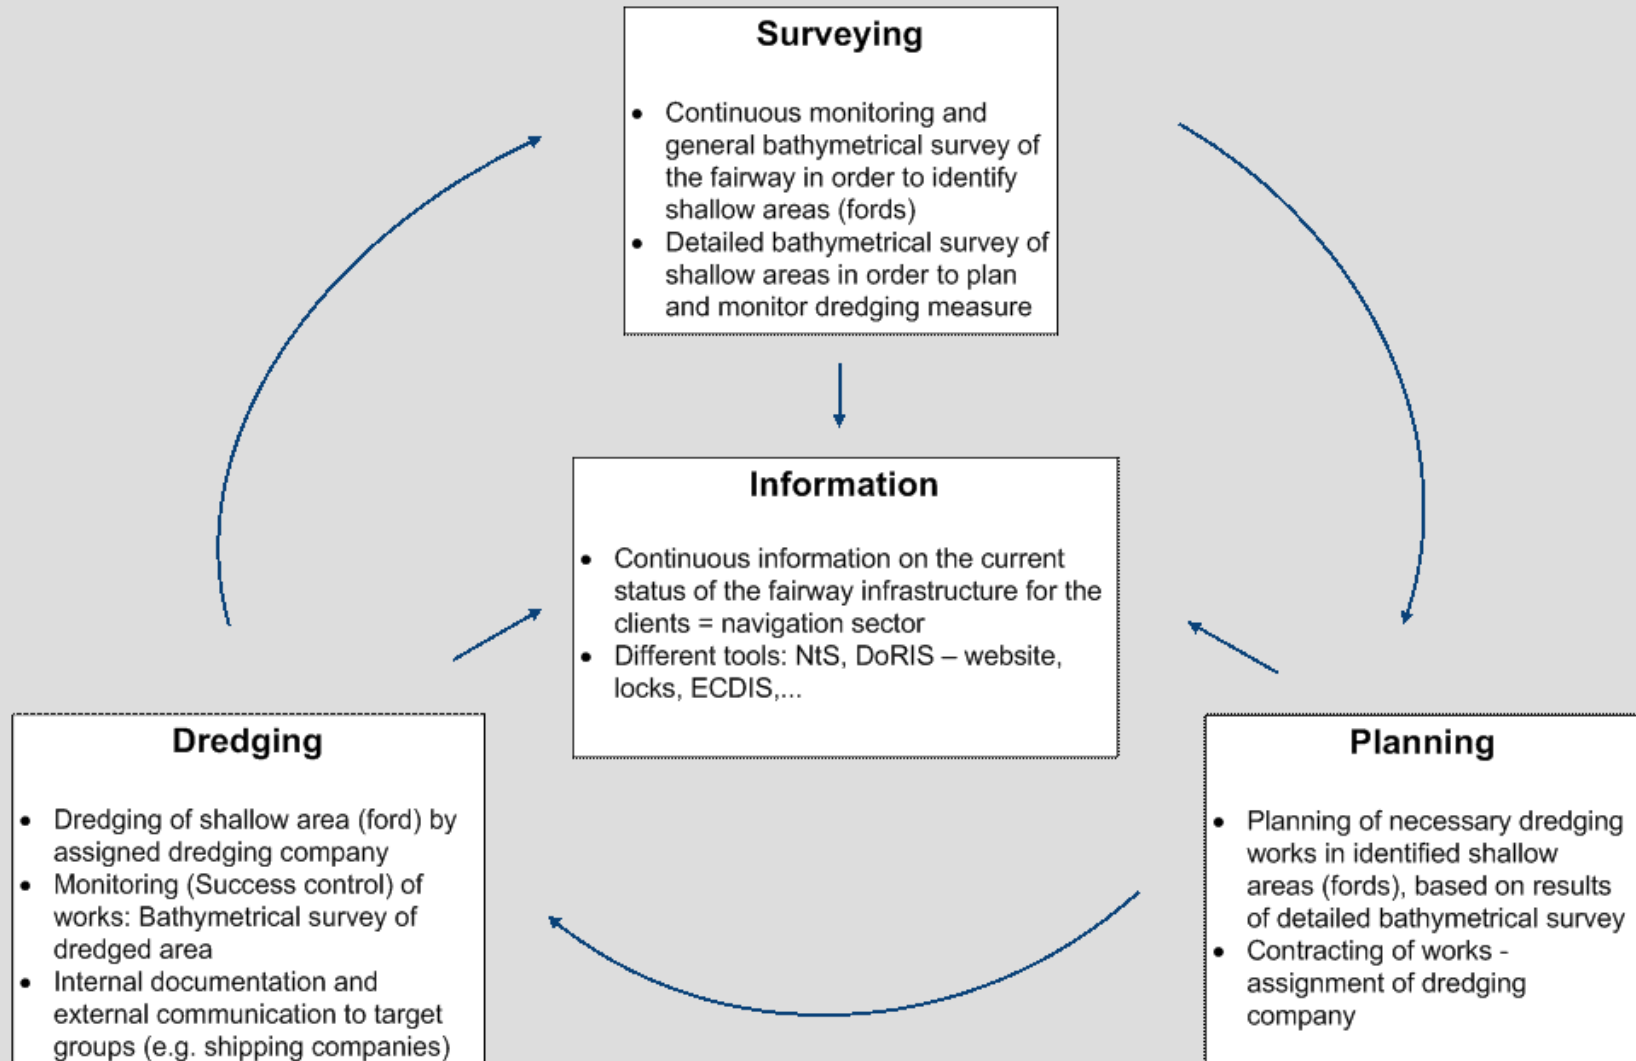 Surveying
• Continuous monitoring and
general bathymetrical survey of
the fairway in order to identify
shallow areas (fords)
• Detailed bathymetrical survey of
shallow areas in order to plan
and monitor dredging measure
Information
• Continuous information on the current
status of the fairway infrastructure for the
clients = navigation sector
• Different tools: NtS, DoRIS – website,
locks, ECDIS,...
Dredging
• Dredging of shallow area (ford) by
assigned dredging company
• Monitoring (Success control) of
works: Bathymetrical survey of
dredged area
• Internal documentation and
external communication to target
groups (e.g. shipping companies)
Planning
• Planning of necessary dredging
works in identified shallow
areas (fords), based on results
of detailed bathymetrical survey
• Contracting of works -
assignment of dredging
company